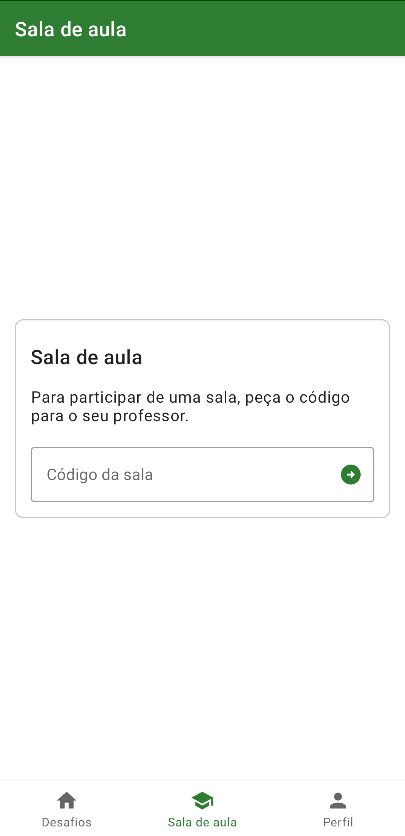 Sala de aula
Sala de aula
Para participar de uma sala, peça o código
para o seu professor.
Código da sala
Desafios
Sala de aula
Perfil